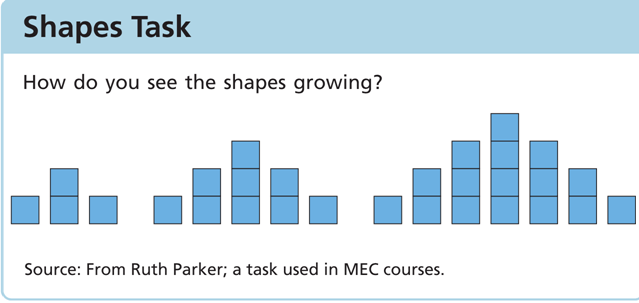 Shapes Task
How do you see the shapes growing?
Source: From Ruth Parker; a task used in MEC courses.